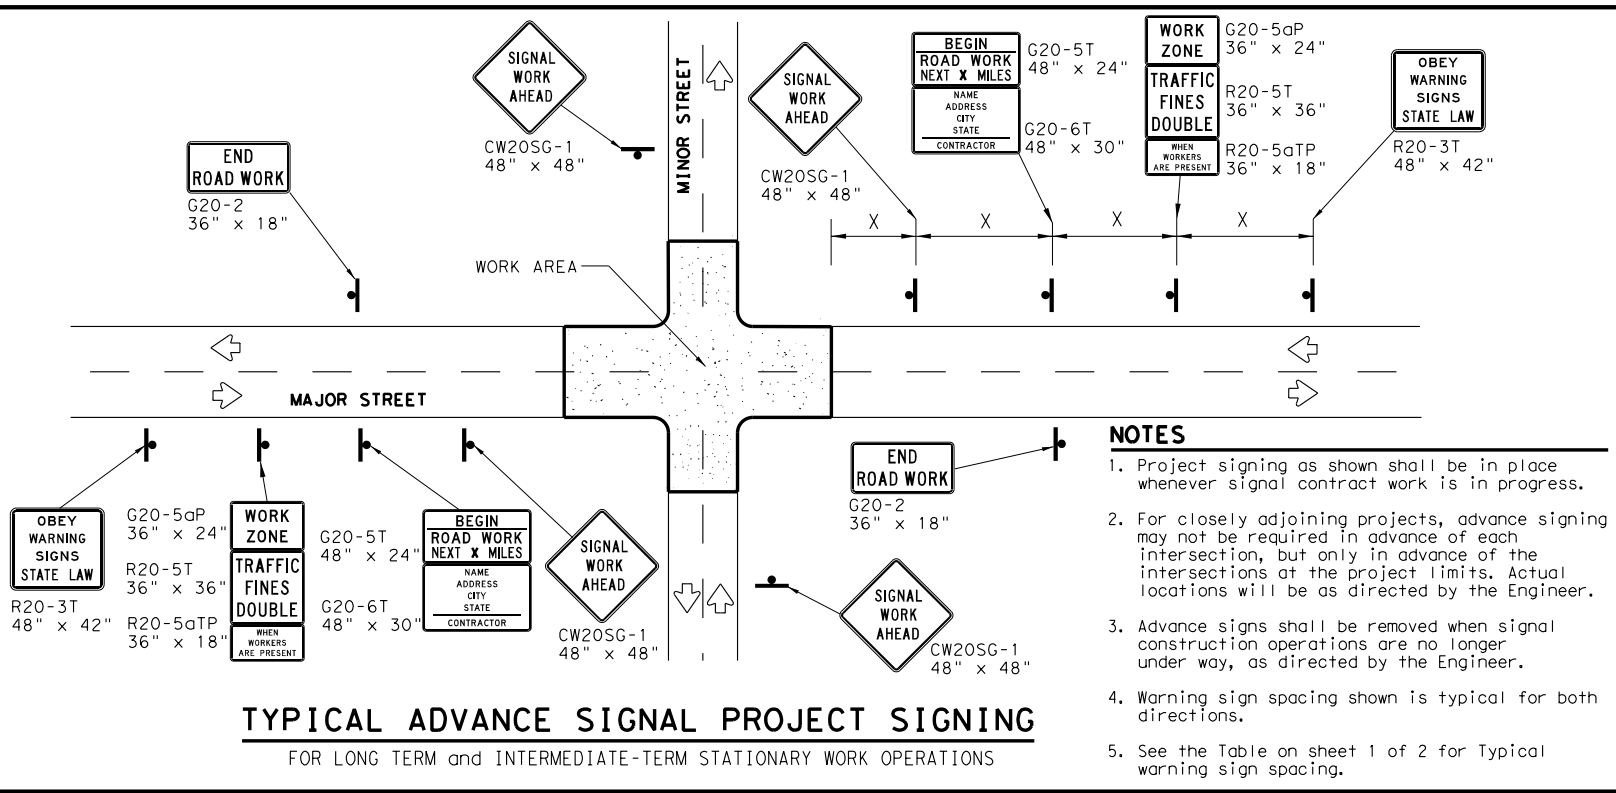 SIGNAL
WORK
AHEAD
CW20SG-1
48" x 48"
END
ROAD WORK
G20-2
36" x 18"
MINOR STREET
SIGNAL
WORK
AHEAD
CW20SG-1
48" x 48"
BEGIN
ROAD WORK
NEXT X MILES
NAME
ADDRESS
CITY
STATE
CONTRACTOR
G20-5T
48" x 24"
G20-6T
48" x 30"
WORK
ZONE
TRAFFIC
FINES
DOUBLE
WHEN
WORKERS
ARE PRESENT
G20-5aP
36" x 24"
R20-5T
36" x 36"
R20-5aTP
36" x 18"
OBEY
WARNING
SIGNS
STATE LAW
R20-3T
48" x 42"
X X X X
WORK AREA
MAJOR STREET
OBEY
WARNING
SIGNS
STATE LAW
R20-3T
48" x 42"
G20-5aP
36" x 24"
R20-5T
36" x 36"
R20-5aTP
36" x 18"
WORK
ZONE
TRAFFIC
FINES
DOUBLE
WHEN
WORKERS
ARE PRESENT
G20-5T
48" x 24"
G20-6T
48" x 30"
BEGIN
ROAD WORK
NEXT X MILES
NAME
ADDRESS
CITY
STATE
CONTRACTOR
SIGNAL
WORK
AHEAD
CW20SG-1
48" x 48"
END
ROAD WORK
G20-2
36" x 18"
SIGNAL
WORK
AHEAD
CW20SG-1
48" x 48"
TYPICAL ADVANCE SIGNAL PROJECT SIGNING
FOR LONG TERM and INTERMEDIATE-TERM STATIONARY WORK OPERATIONS
NOTES
1. Project signing as shown shall be in place
whenever signal contract work is in progress.
2. For closely adjoining projects, advance signing
may not be required in advance of each
intersection, but only in advance of the
intersections at the project limits. Actual
locations will be as directed by the Engineer.
3. Advance signs shall be removed when signal
construction operations are no longer
under way, as directed by the Engineer.
4. Warning sign spacing shown is typical for both
directions.
5. See the Table on sheet 1 of 2 for Typical
warning sign spacing.